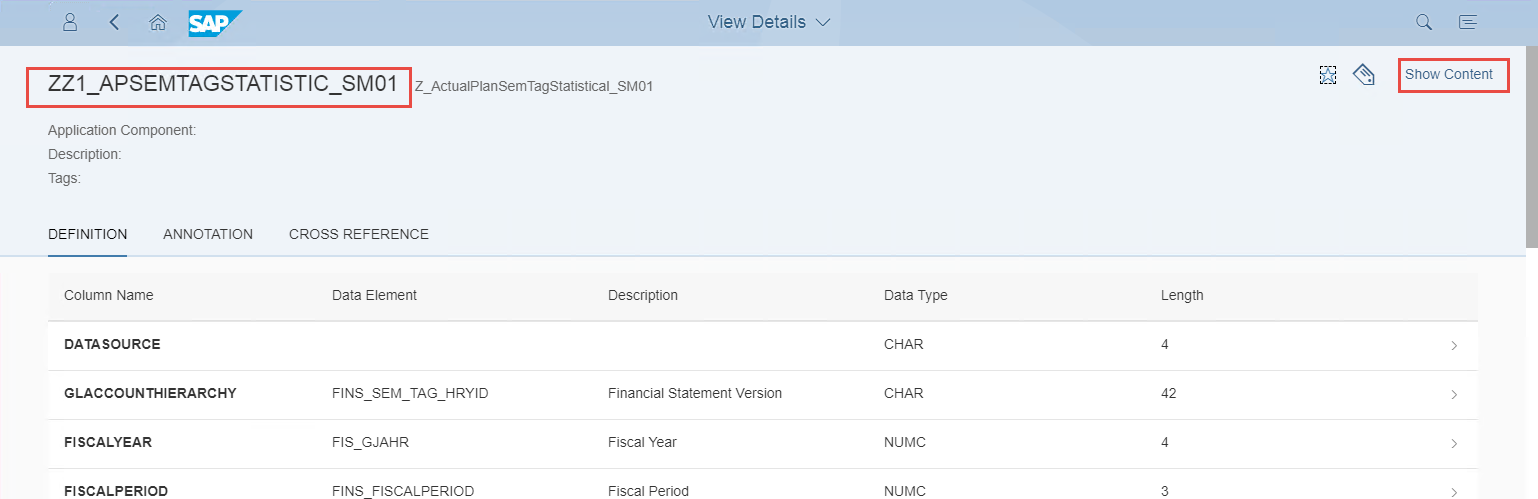 SAP View Details
ZZ1_APSEMTAGSTATISTIC_SM01 Z_ActualPlanSemTagStatistical_SM01 Show Content
Application Component:
Description:
Tags:
DEFINITION ANNOTATION CROSS REFERENCE
Column Name Data Element Description Data Type Length
DATASOURCE CHAR 4
GLACCOUNTHIERARCHY FINS_SEM_TAG_HRYID Financial Statement Version CHAR 42
FISCALYEAR FIS_GJAHR Fiscal Year NUMC 4
FISCALPERIOD FINS_FISCALPERIOD Fiscal Period NUMC 3